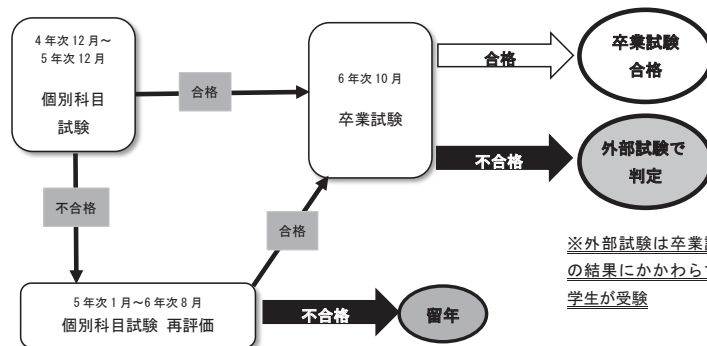 4年次12月～
5年次12月
個別科目
試験
合格
6年次10月
卒業試験
合格
卒業試験
合格
不合格
外部試験で
判定
不合格
合格
※外部試験は卒業試
の結果にかかわらず
学生が受験
5年次1月～6年次8月
個別科目試験 再評価
不合格
留年